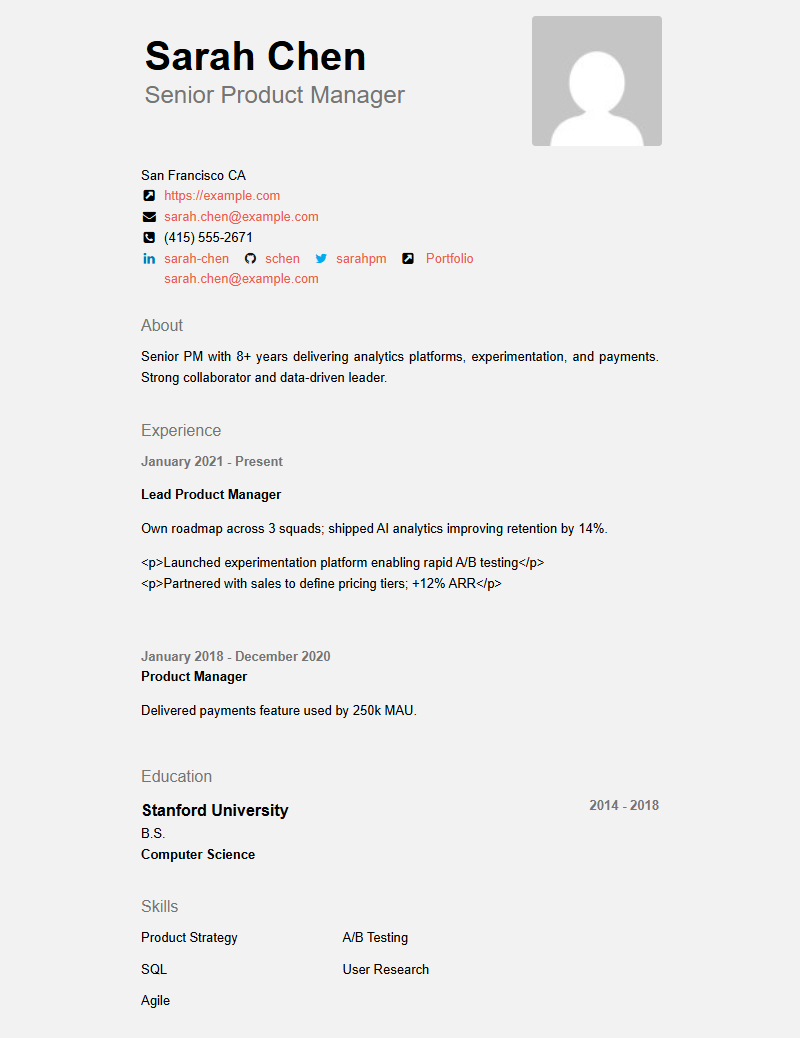 Sarah Chen
Senior Product Manager
San Francisco CA
https://example.com
sarah.chen@example.com
(415) 555-2671
sarah-chen schen sarahpm Portfolio
sarah.chen@example.com
About
Senior PM with 8+ years delivering analytics platforms, experimentation, and payments.
Strong collaborator and data-driven leader.
Experience
January 2021 - Present
Lead Product Manager
Own roadmap across 3 squads; shipped AI analytics improving retention by 14%.
<p>Launched experimentation platform enabling rapid A/B testing</p>
<p>Partnered with sales to define pricing tiers; +12% ARR</p>
January 2018 - December 2020
Product Manager
Delivered payments feature used by 250k MAU.
Education
Stanford University 2014 - 2018
B.S.
Computer Science
Skills
Product Strategy A/B Testing
SQL User Research
Agile